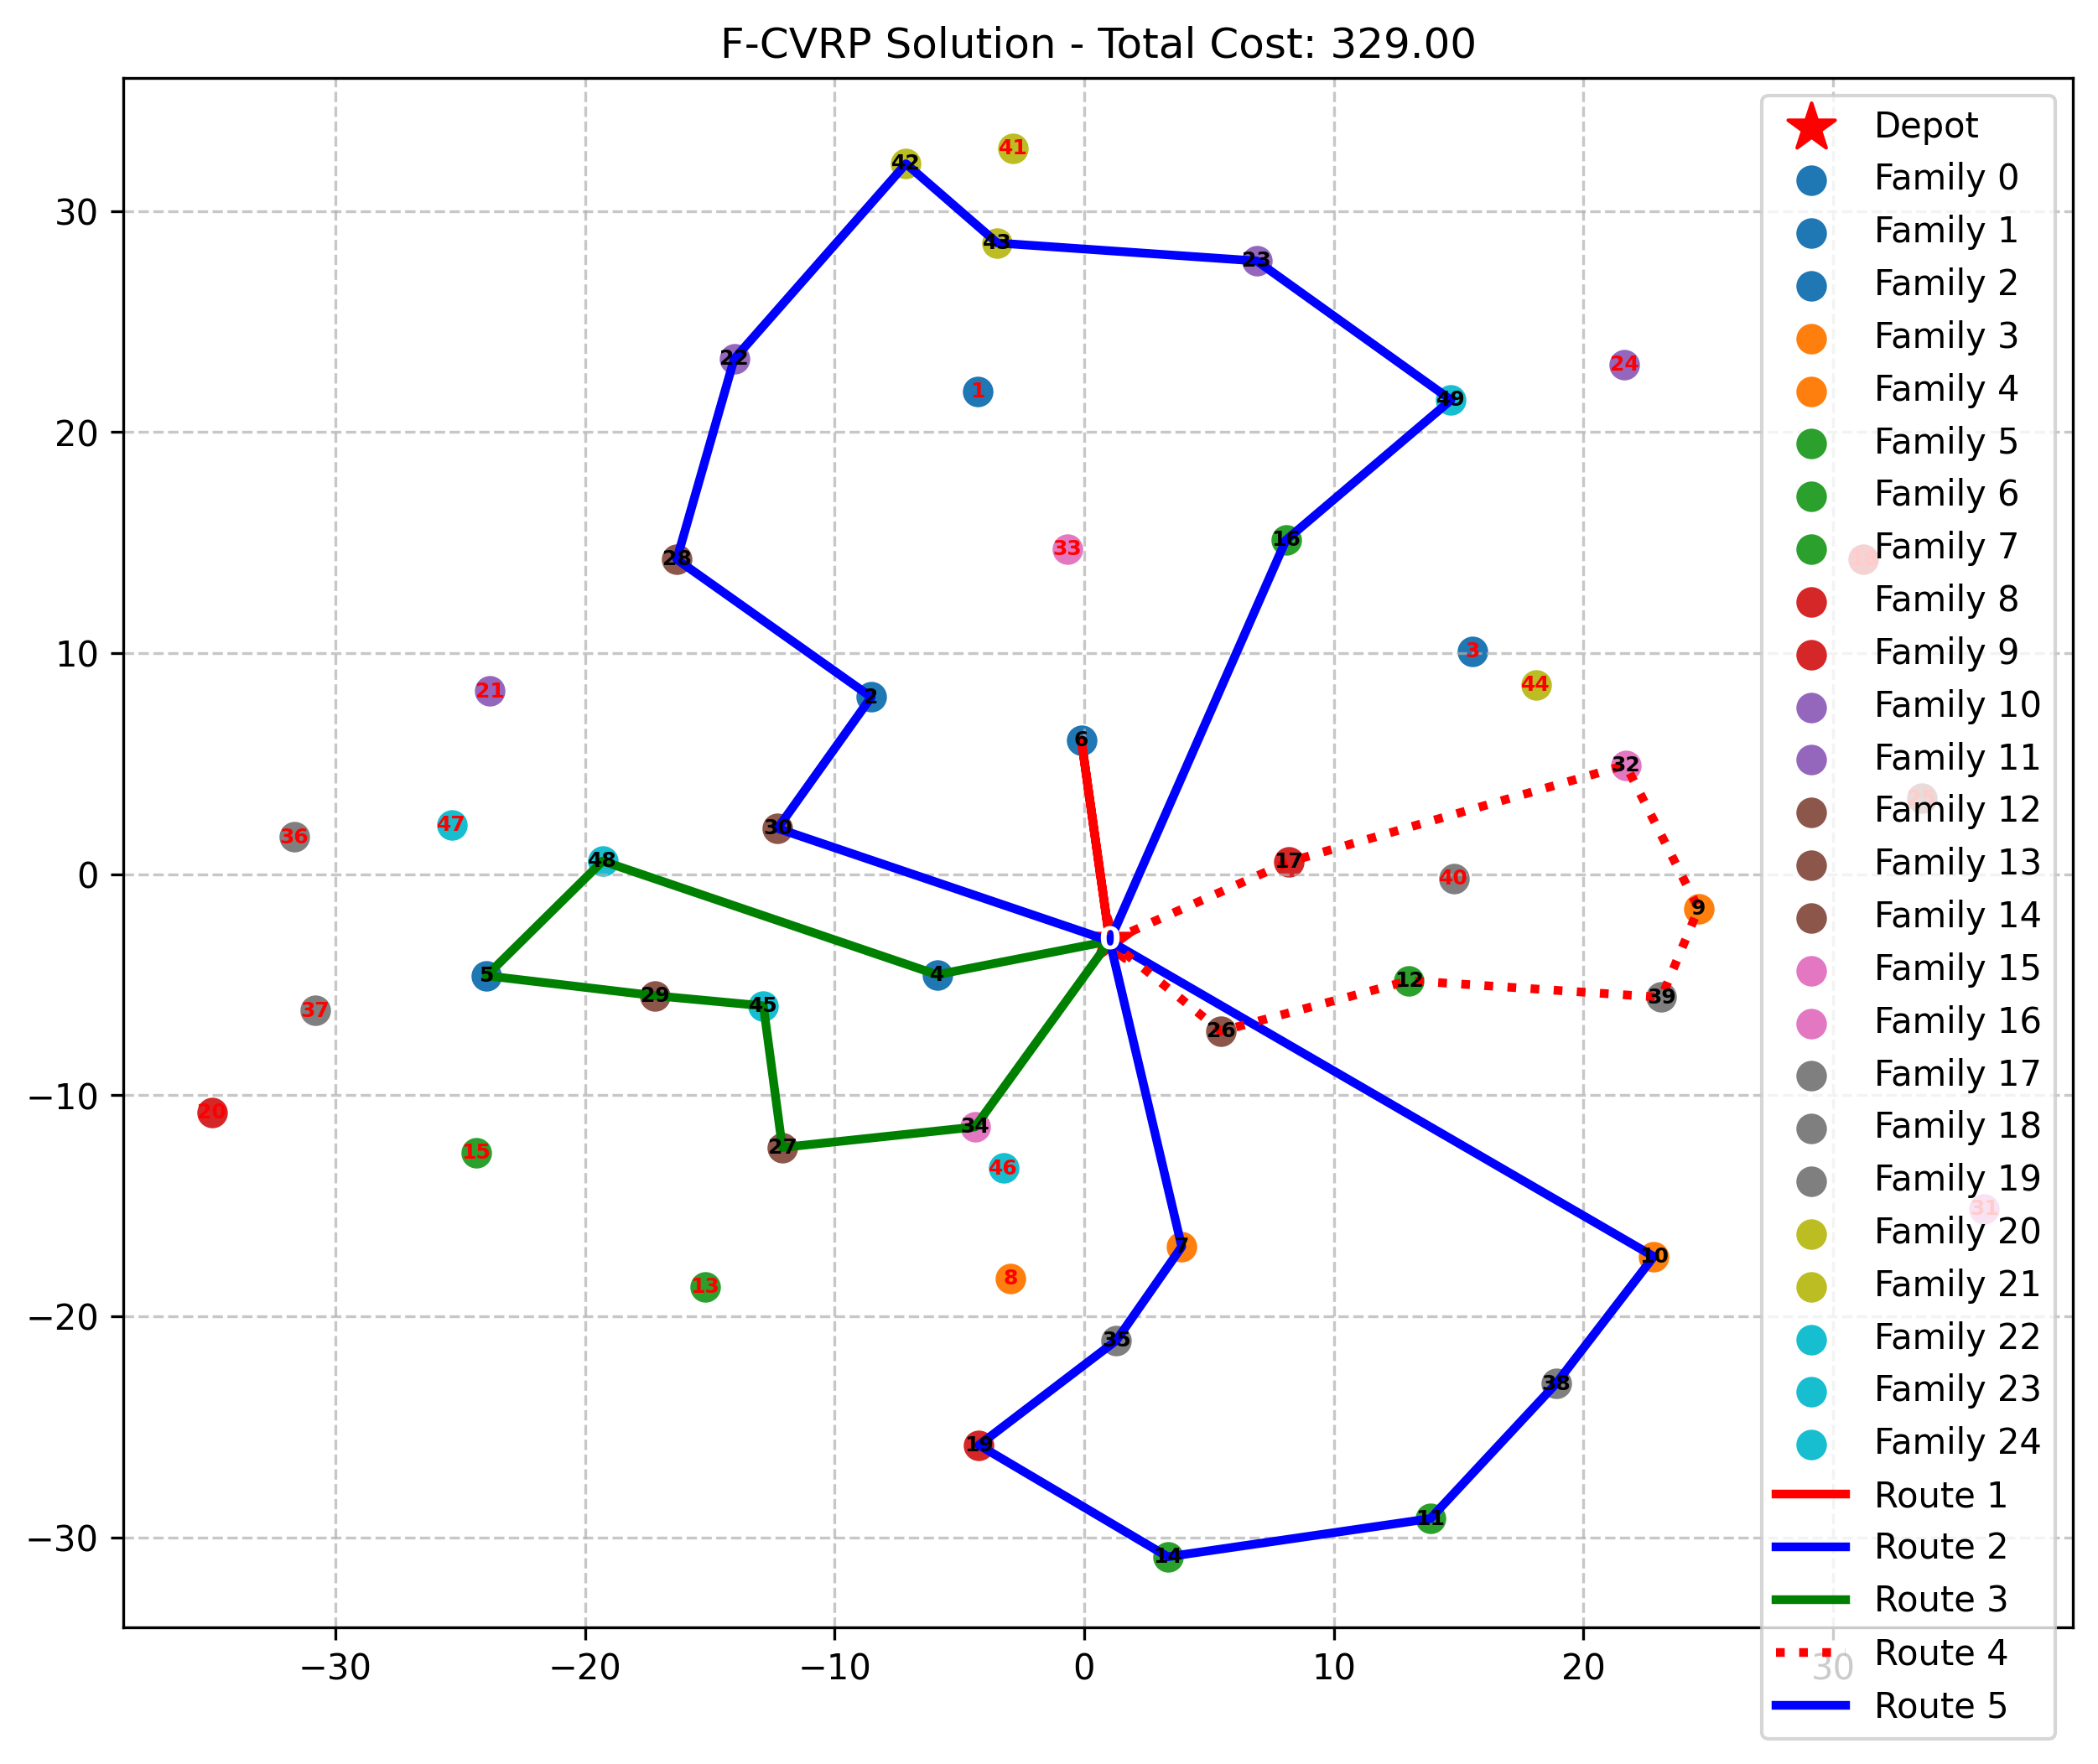 F-CVRP Solution - Total Cost: 329.00
42
41
43
23
22
1
49
24
16
28
33
3
44
21
2
6
32
36
47
48
30
17
40
9
0
5
4
12
39
29
45
26
37
20
15
27
34
46
31
7
10
13
8
35
38
19
11
14
30
20
10
0
−10
−20
−30
−30
−20
−10
0
10
20
30
Depot
Family 0
Family 1
Family 2
Family 3
Family 4
Family 5
Family 6
Family 7
Family 8
Family 9
Family 10
Family 11
Family 12
Family 13
Family 14
Family 15
Family 16
Family 17
Family 18
Family 19
Family 20
Family 21
Family 22
Family 23
Family 24
Route 1
Route 2
Route 3
Route 4
Route 5